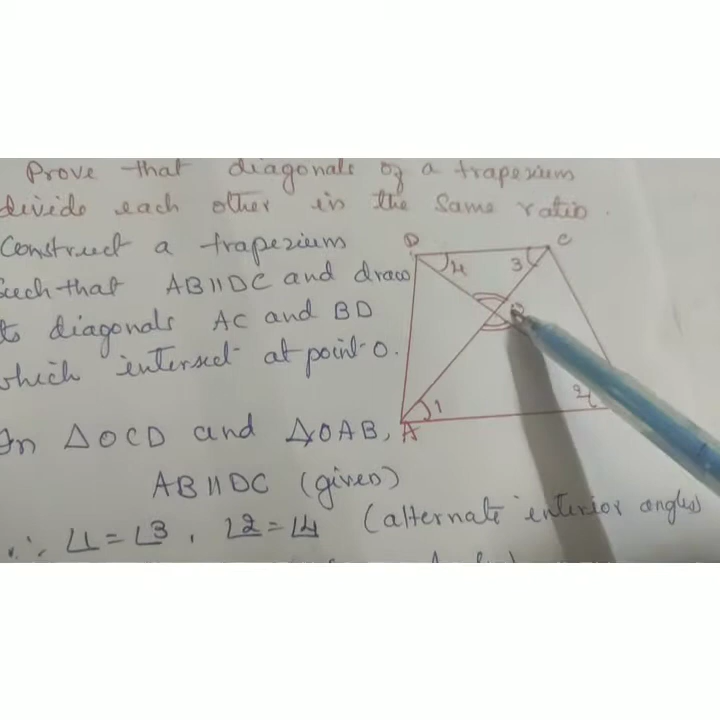 Prove that diagonals of a trapezium
divide each other in the same ratio.
Construct a trapezium
such that AB||DC and draw
its diagonals AC and BD
which intersect at point O.
D C
4 3
O
1 2
A
In △OCD and △OAB,
AB||DC (given)
∴ ∠1=∠3, ∠2=∠4 (alternate interior angles)